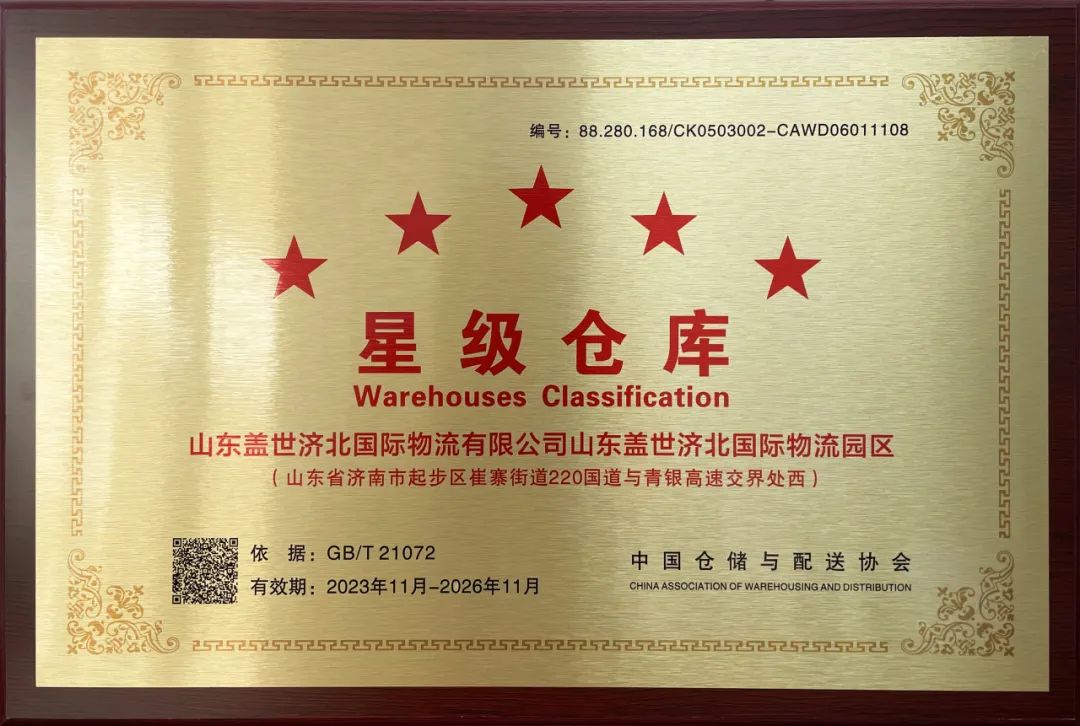 编号：88.280.168/CK0503002-CAWD06011108
星级仓库
Warehouses Classification
山东盖世济北国际物流有限公司山东盖世济北国际物流园区
（山东省济南市起步区崔寨街道220国道与青银高速交界处西）
依 据：GB/T 21072
有效期：2023年11月-2026年11月
中国仓储与配送协会
CHINA ASSOCIATION OF WAREHOUSING AND DISTRIBUTION